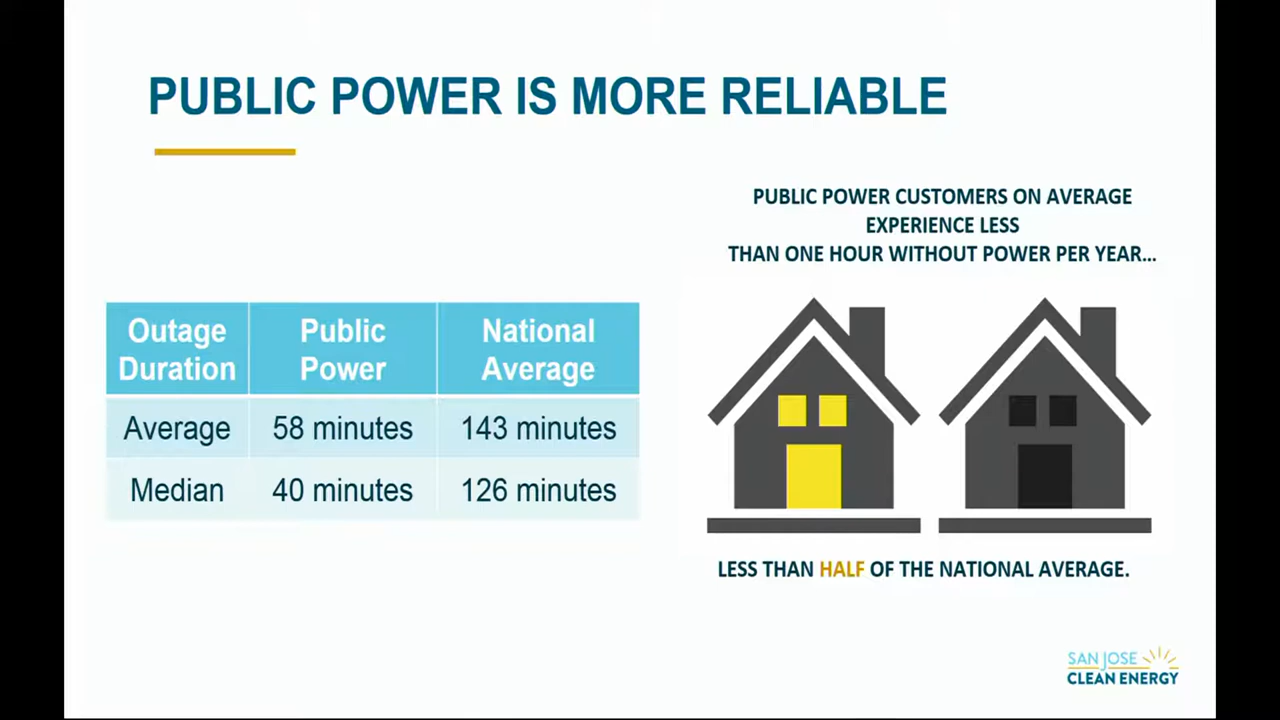 PUBLIC POWER IS MORE RELIABLE
PUBLIC POWER CUSTOMERS ON AVERAGE
EXPERIENCE LESS
THAN ONE HOUR WITHOUT POWER PER YEAR...
Outage Duration Public Power National Average
Average 58 minutes 143 minutes
Median 40 minutes 126 minutes
LESS THAN HALF OF THE NATIONAL AVERAGE.
SAN JOSE
CLEAN ENERGY